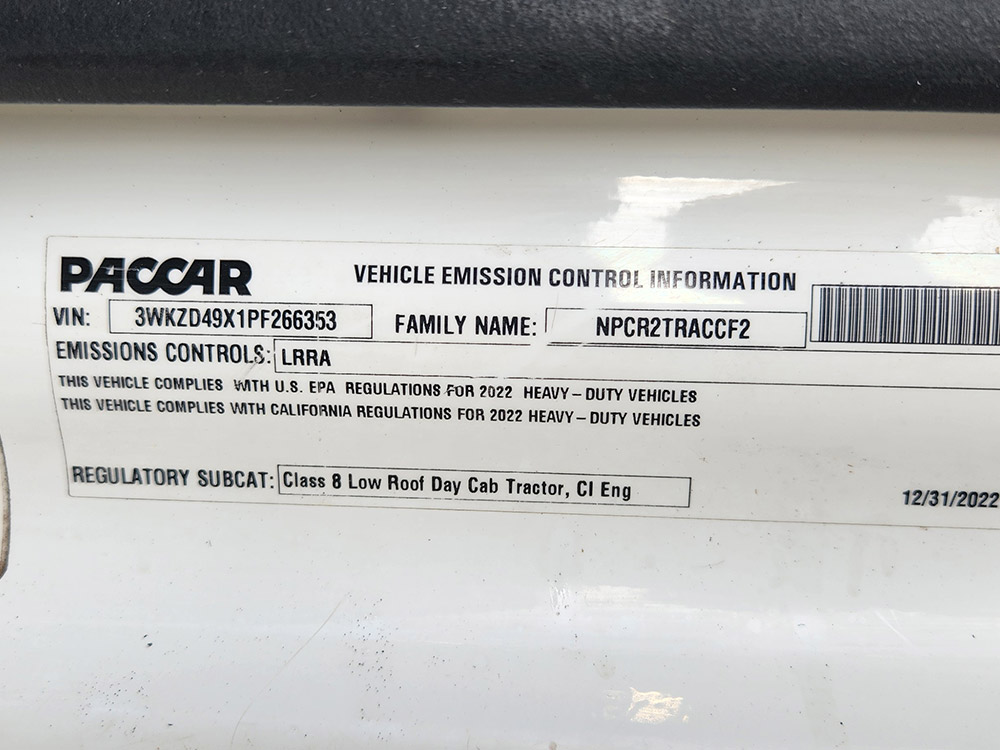 PACCAR VEHICLE EMISSION CONTROL INFORMATION
VIN: 3WKZD49X1PF266353 FAMILY NAME: NPCR2TRACCF2
EMISSIONS CONTROLS: LRRA
THIS VEHICLE COMPLIES WITH U.S. EPA REGULATIONS FOR 2022 HEAVY-DUTY VEHICLES
THIS VEHICLE COMPLIES WITH CALIFORNIA REGULATIONS FOR 2022 HEAVY-DUTY VEHICLES
REGULATORY SUBCAT: Class 8 Low Roof Day Cab Tractor, CI Eng
12/31/2022